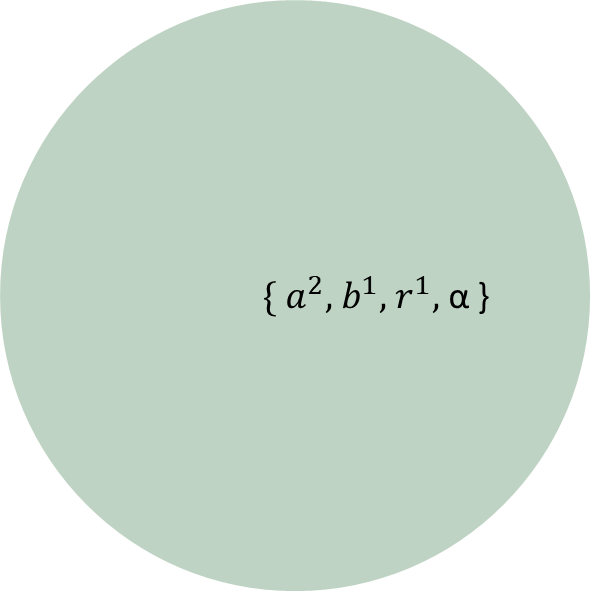 { a², b¹, r¹, α }